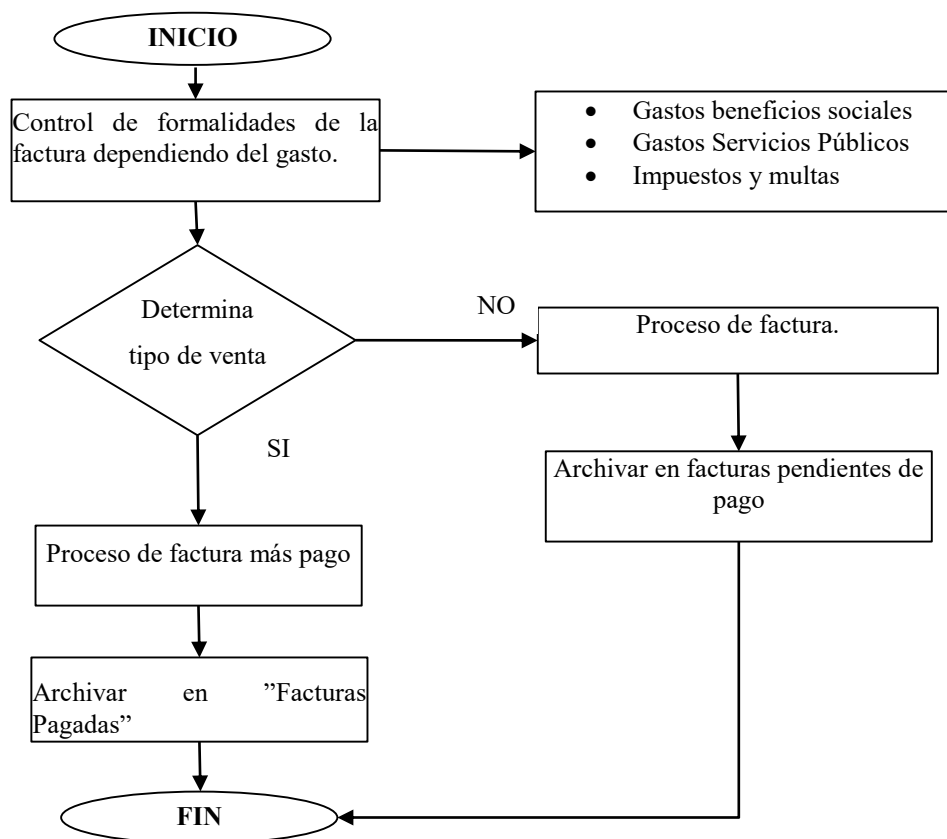 INICIO
Control de formalidades de la
factura dependiendo del gasto.
• Gastos beneficios sociales
• Gastos Servicios Públicos
• Impuestos y multas
Determina
tipo de venta
NO
Proceso de factura.
SI
Archivar en facturas pendientes de
pago
Proceso de factura más pago
Archivar en ”Facturas
Pagadas”
FIN